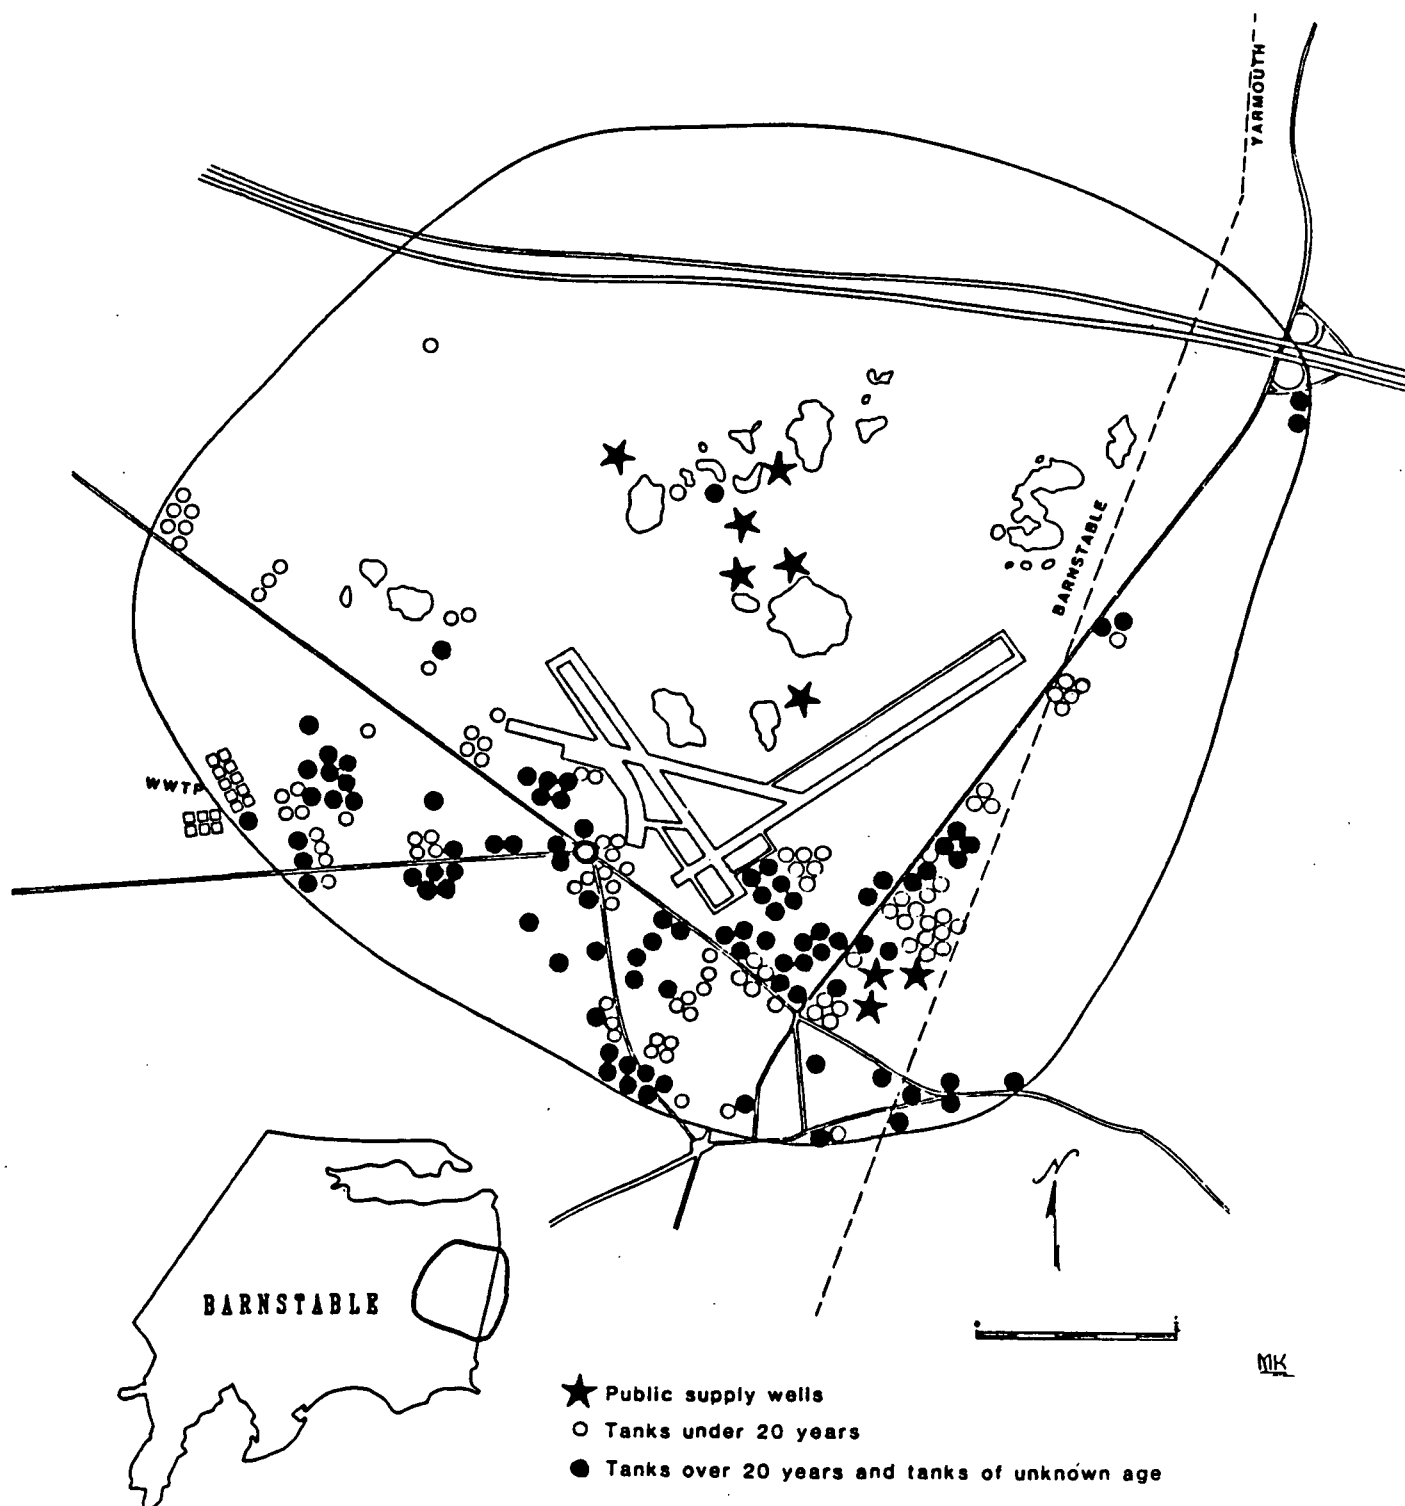 YARMOUTH
BARNSTABLE
WWTP
N
BARNSTABLE
MK
Public supply wells
Tanks under 20 years
Tanks over 20 years and tanks of unknown age